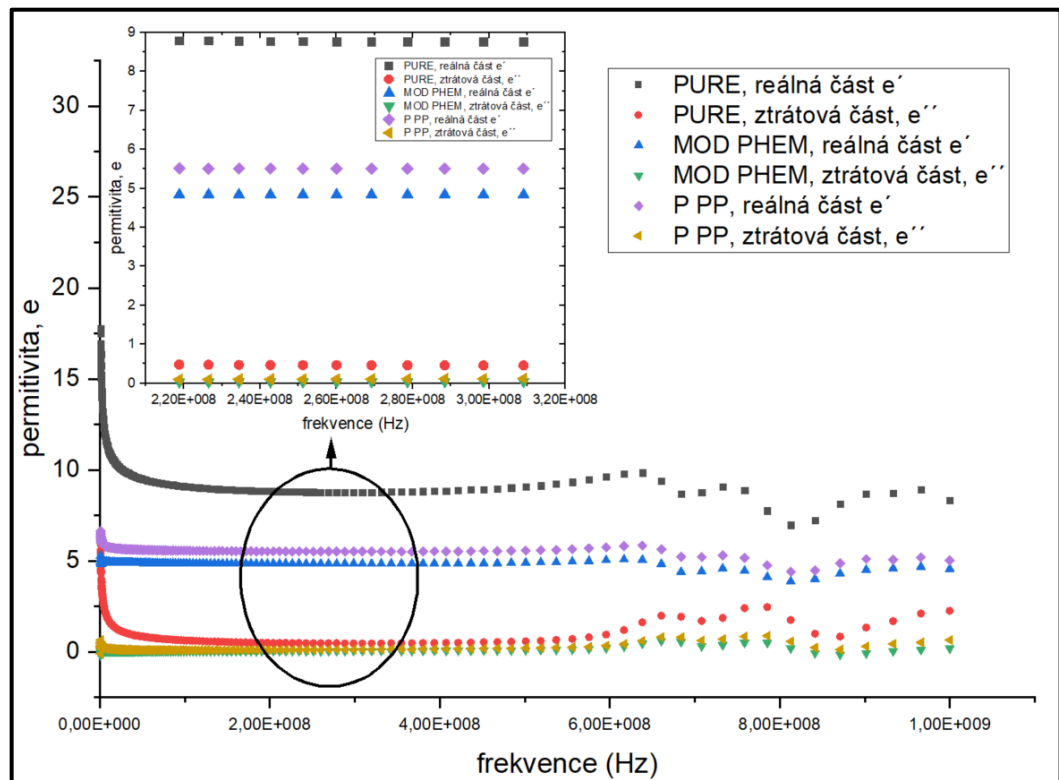 9
8
7
6
5
4
3
2
1
0
permitivita, e
2,20E+008
2,40E+008
2,60E+008
2,80E+008
3,00E+008
3,20E+008
frekvence (Hz)
PURE, reálná část e´
PURE, ztrátová část, e´´
MOD PHEM, reálná část e´
MOD PHEM, ztrátová část, e´´
P PP, reálná část e´
P PP, ztrátová část, e´´
PURE, reálná část e´
PURE, ztrátová část, e´´
MOD PHEM, reálná část e´
MOD PHEM, ztrátová část, e´´
P PP, reálná část e´
P PP, ztrátová část, e´´
30
25
20
15
10
5
0
permitivita, e
0,00E+000
2,00E+008
4,00E+008
6,00E+008
8,00E+008
1,00E+009
frekvence (Hz)